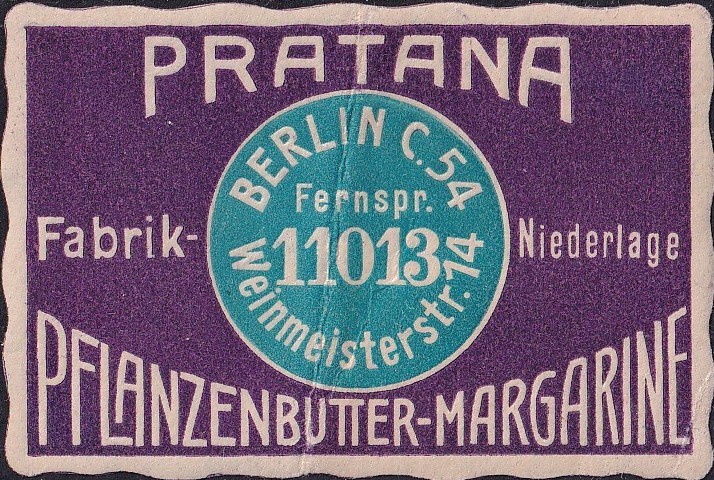 PRATANA
BERLIN C. 54
Fernspr.
Fabrik- 11013 Niederlage
Weinmeisterstr. 14
PFLANZENBUTTER-MARGARINE